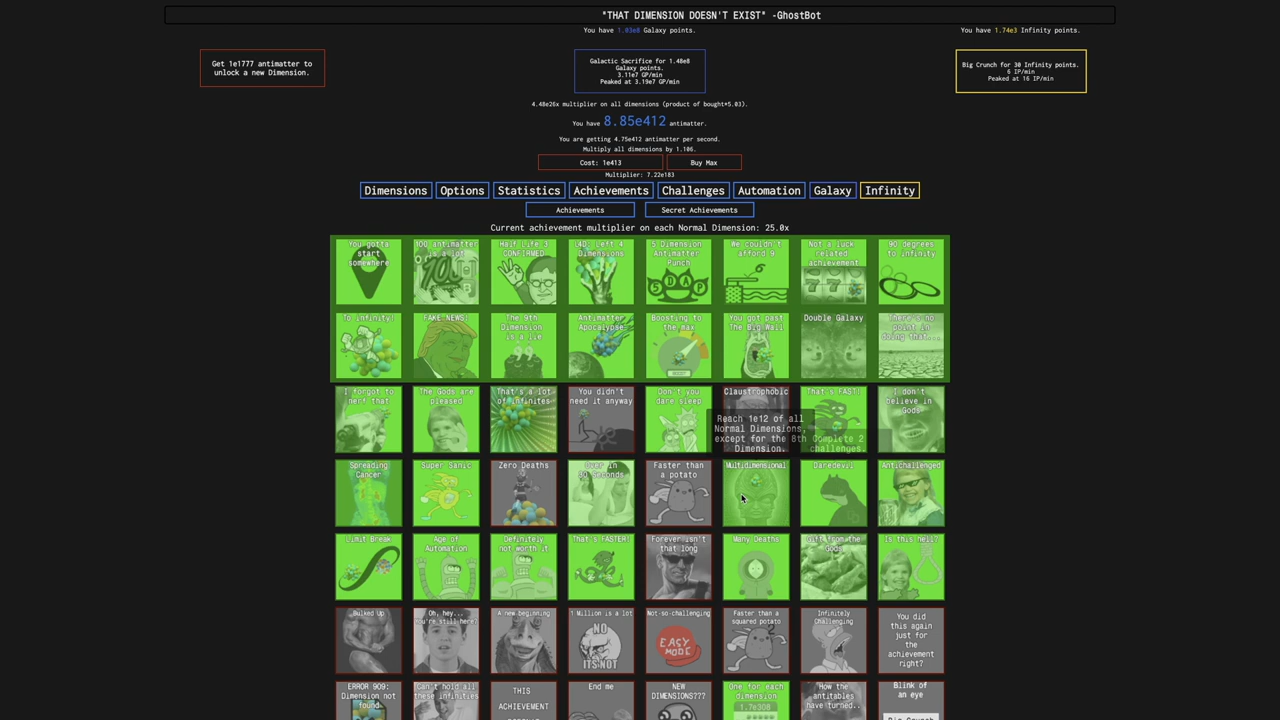 "THAT DIMENSION DOESN'T EXIST" -GhostBot
You have 1.03e8 Galaxy points.
You have 1.74e3 Infinity points.
Get 1e1777 antimatter to
unlock a new Dimension.
Galactic Sacrifice for 1.48e8
Galaxy points.
3.11e7 GP/min
Peaked at 3.19e7 GP/min
Big Crunch for 30 Infinity points.
6 IP/min
Peaked at 16 IP/min
4.48e26x multiplier on all dimensions (product of bought*5.03).
You have 8.85e412 antimatter.
You are getting 4.75e412 antimatter per second.
Multiply all dimensions by 1.106.
Cost: 1e413
Buy Max
Multiplier: 7.22e183
Dimensions
Options
Statistics
Achievements
Challenges
Automation
Galaxy
Infinity
Achievements
Secret Achievements
Current achievement multiplier on each Normal Dimension: 25.0x
You gotta
start
somewhere
100 antimatter
is a lot
Half Life 3
CONFIRMED
L4D: Left 4
Dimensions
5 Dimension
Antimatter
Punch
5DAP
We couldn't
afford 9
Not a luck
related
achievement
90 degrees
to infinity
To infinity!
FAKE NEWS!
The 9th
Dimension
is a lie
Antimatter
Apocalypse
Boosting to
the max
You got past
The Big Wall
Double Galaxy
There's no
point in
doing that...
I forgot to
nerf that
The Gods are
pleased
That's a lot
of infinites
You didn't
need it anyway
Don't you
dare sleep
Claustrophobic
That's FAST!
I don't
believe in
Gods
Reach 1e12 of all
Normal Dimensions,
except for the 8th
Dimension.
Complete 2
challenges.
Spreading
Cancer
Super Sanic
Zero Deaths
Over in
30 Seconds
Faster than
a potato
Multidimensional
Daredevil
Antichallenged
Limit Break
Age of
Automation
Definitely
not worth it
That's FASTER!
Forever isn't
that long
Many Deaths
Gift from the
Gods
Is this hell?
Bulked Up
Oh, hey...
You're still here?
A new beginning
1 Million is a lot
NO
ITS NOT
Not-so-challenging
EASY
MODE
Faster than a
squared potato
Infinitely
Challenging
You did
this again
just for
the
achievement
right?
ERROR 909:
Dimension not
found
Can't hold all
these infinities
THIS
ACHIEVEMENT
End me
NEW
DIMENSIONS???
One for each
dimension
1.7e308
How the
antitables
have turned..
Blink of
an eye